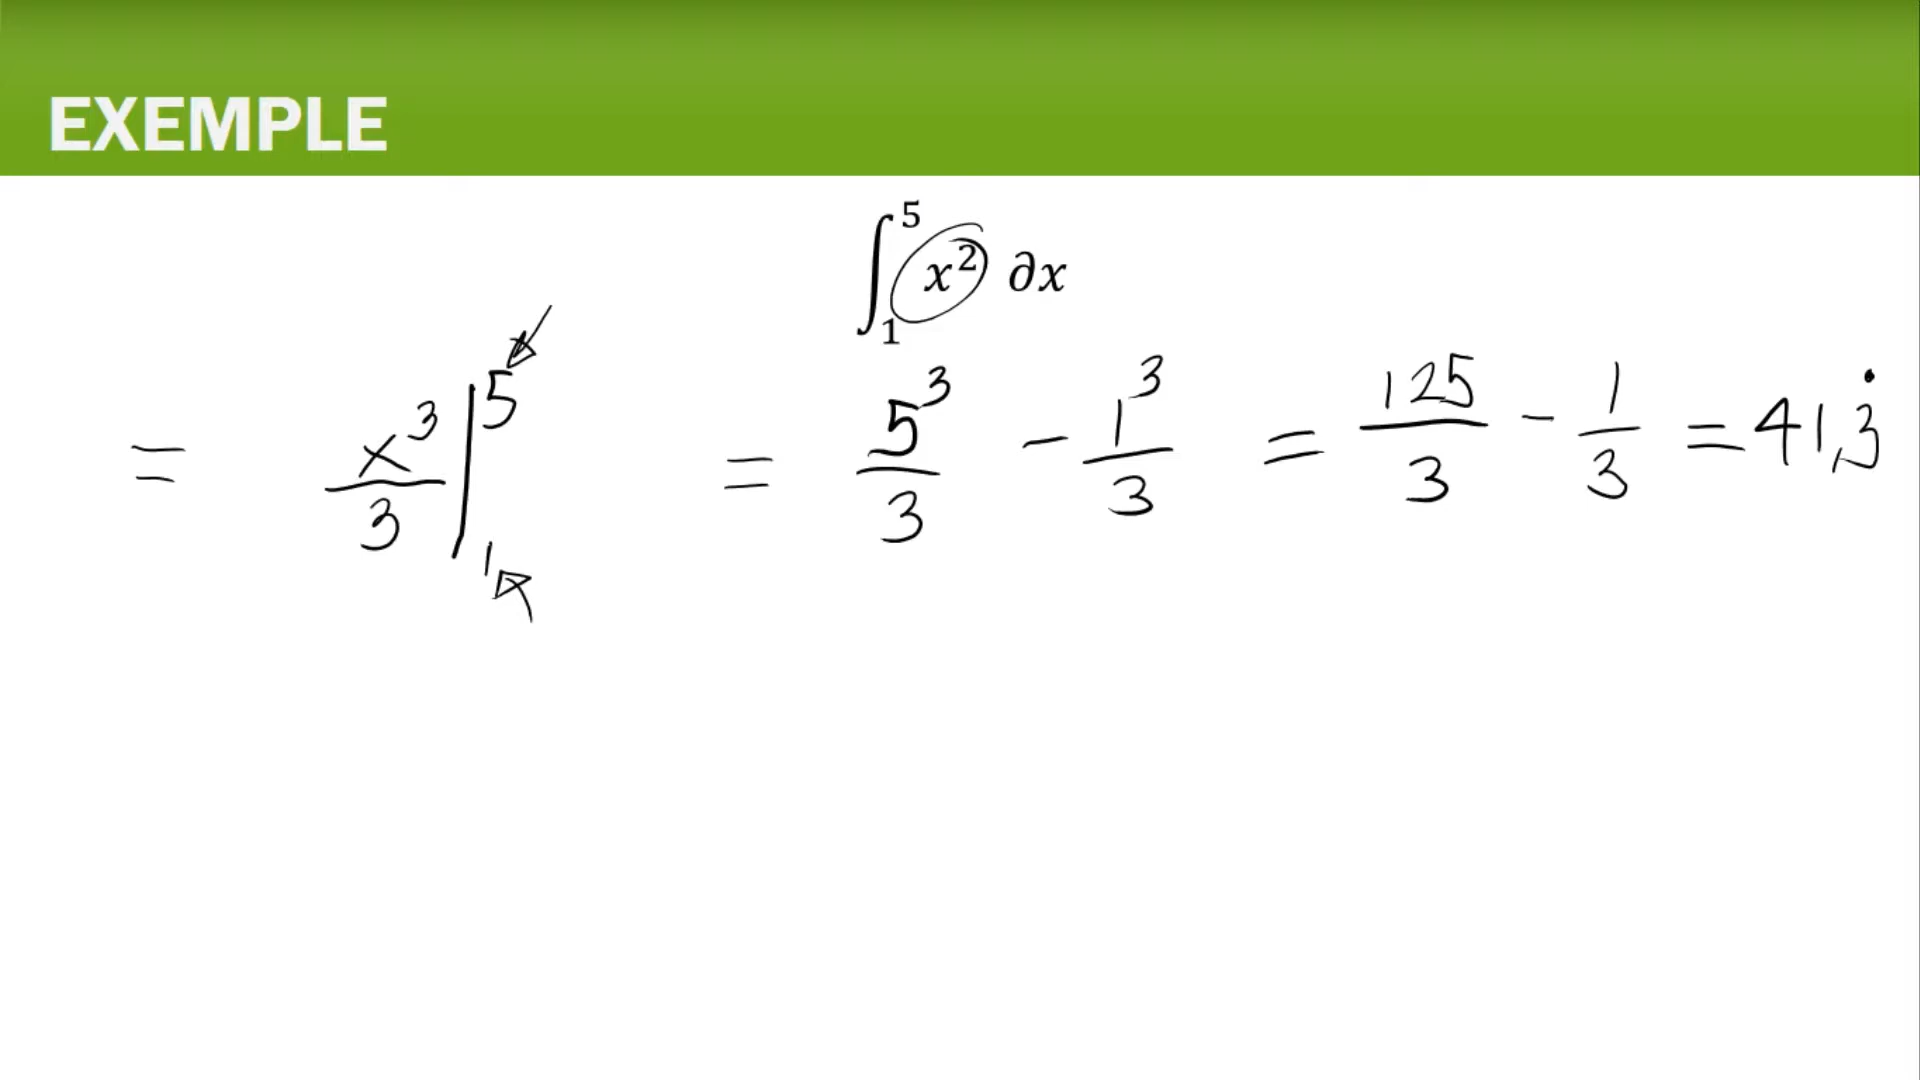 EXEMPLE
∫₁⁵ x² ∂x
= x³/3 |₁⁵ = 5³/3 − 1³/3 = 125/3 − 1/3 = 41,3̇